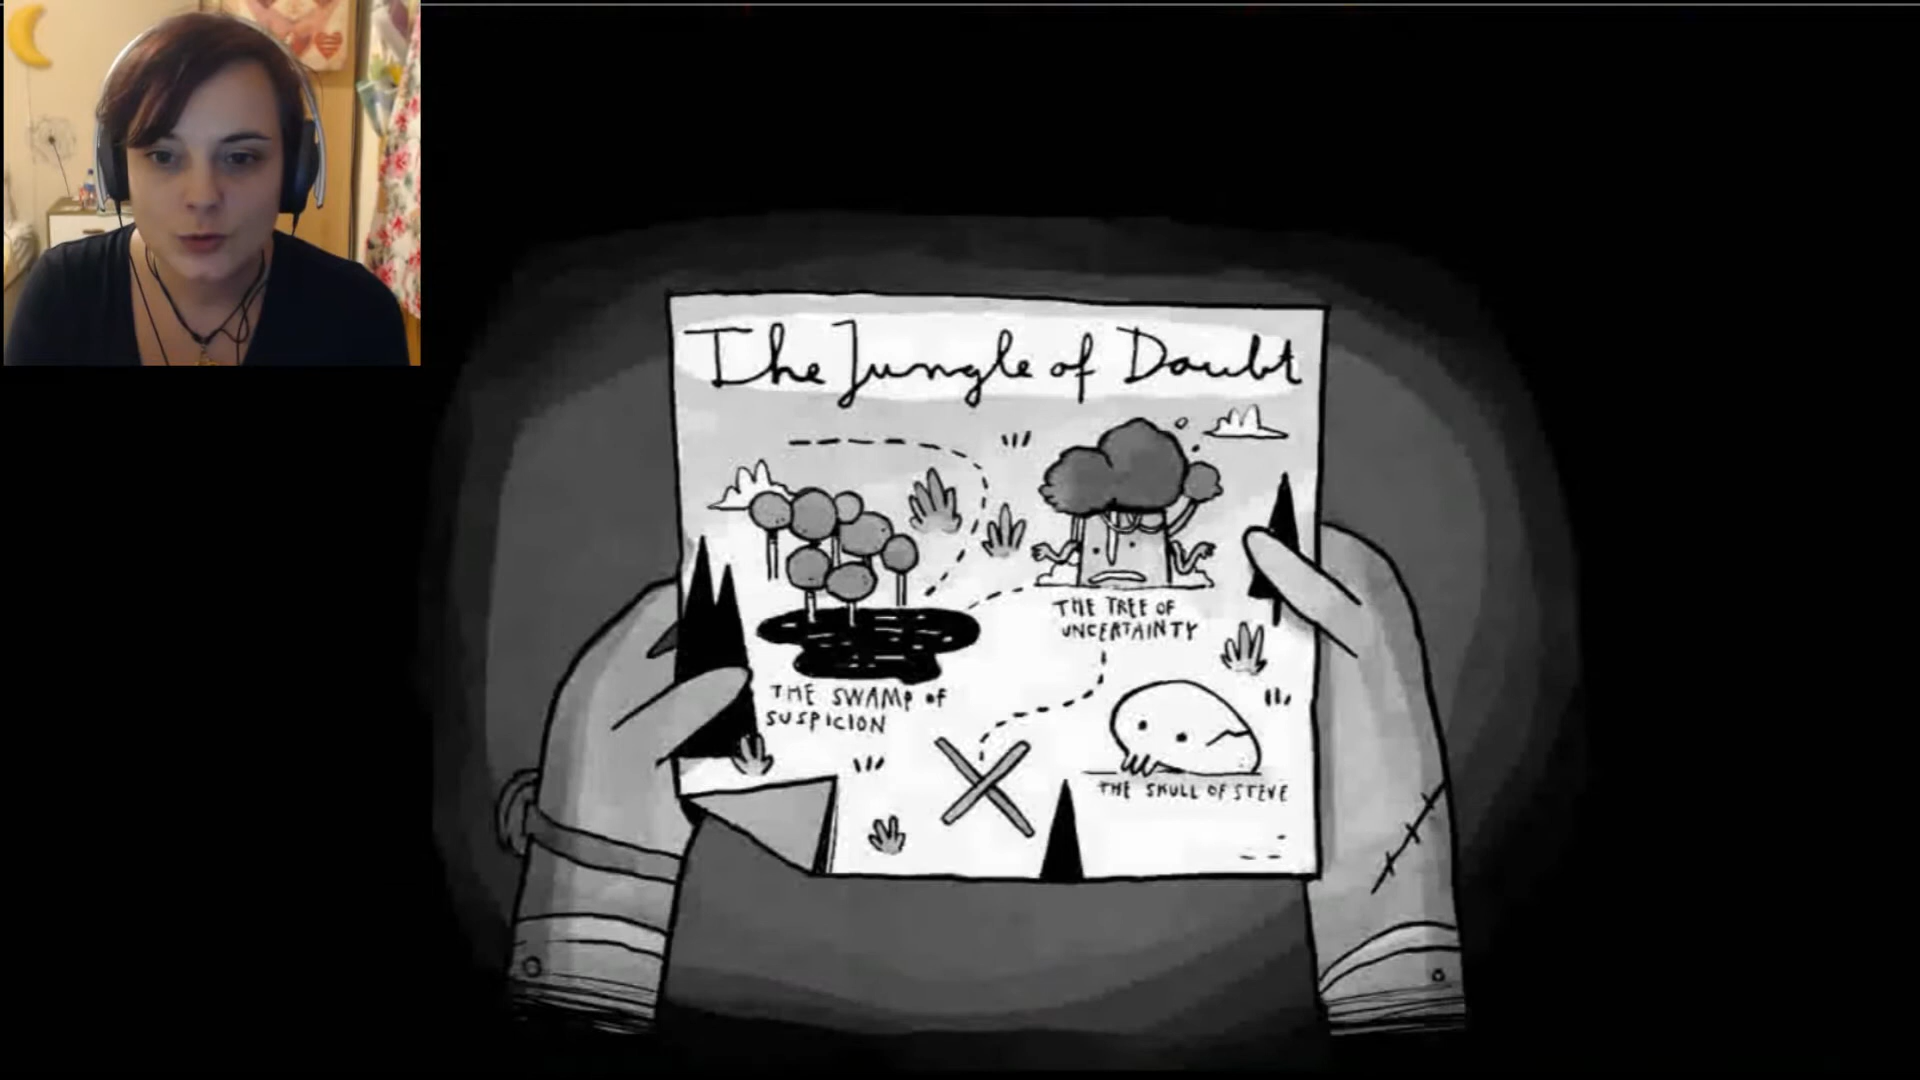 The Jungle of Doubt
THE TREE OF
UNCERTAINTY
THE SWAMP OF
SUSPICION
THE SKULL OF STEVE